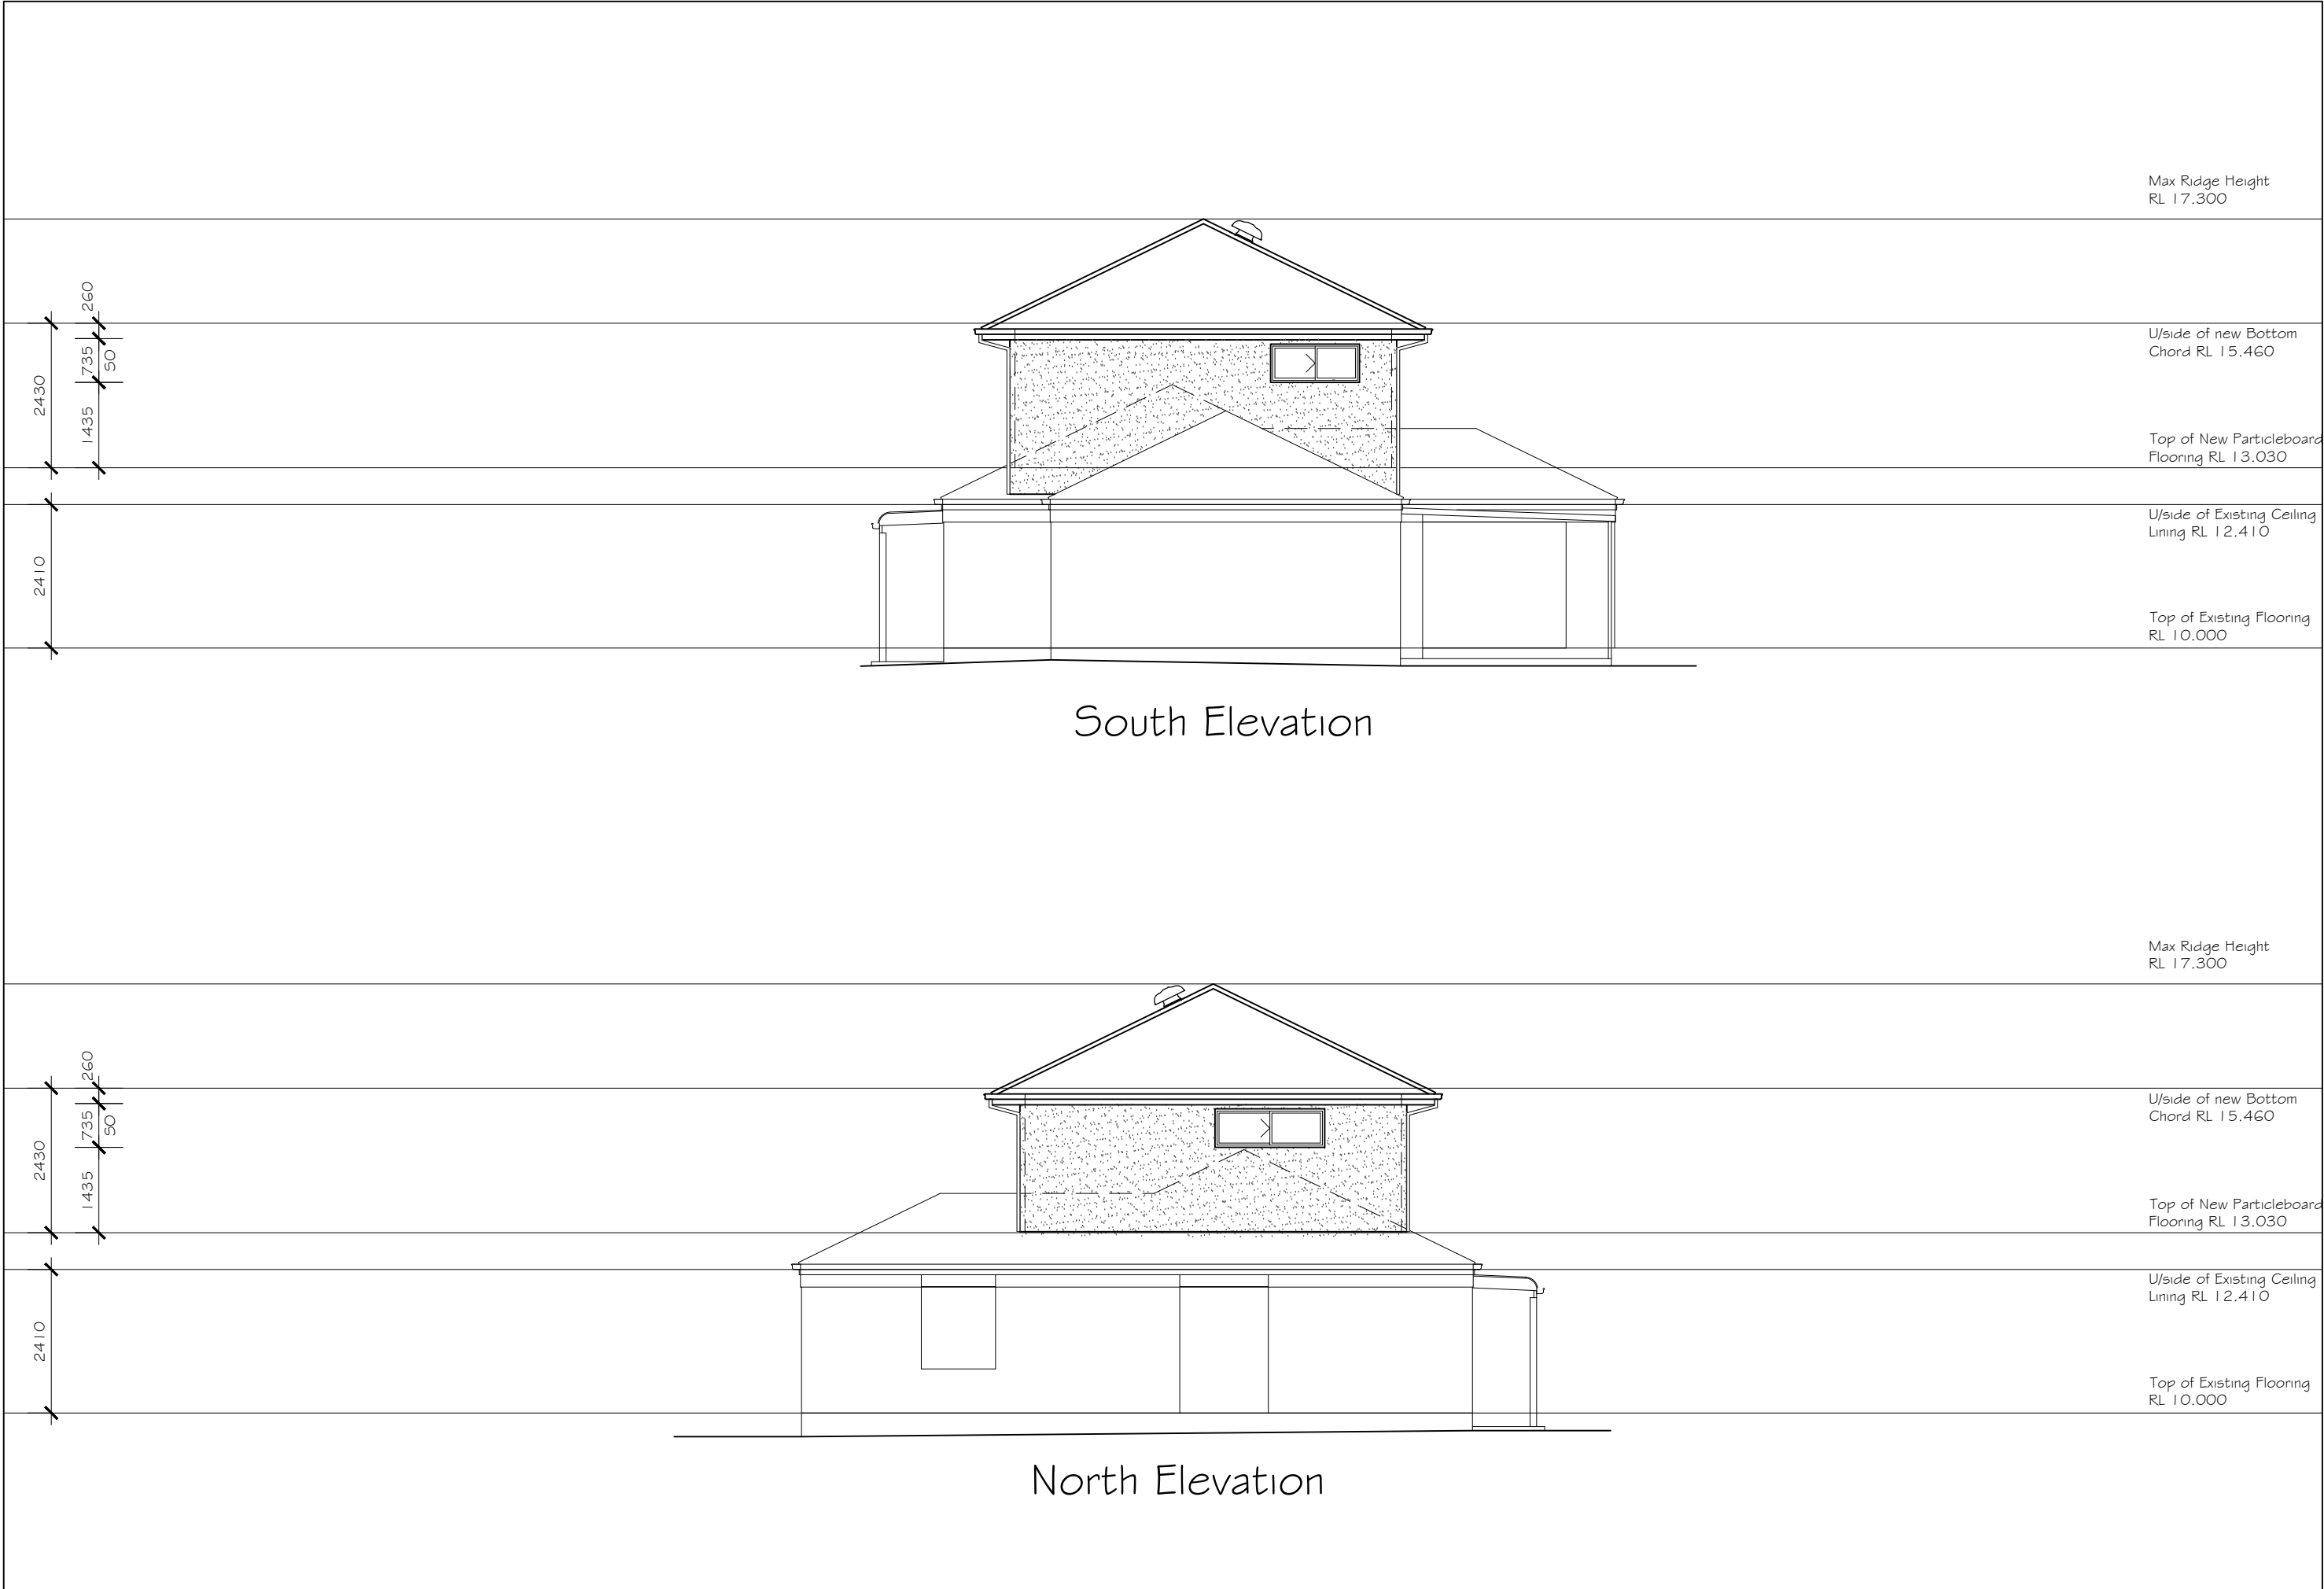 Max Ridge Height
RL 17.300
260
735
50
2430
1435
U/side of new Bottom
Chord RL 15.460
Top of New Particleboard
Flooring RL 13.030
U/side of Existing Ceiling
Lining RL 12.410
2410
Top of Existing Flooring
RL 10.000
South Elevation
Max Ridge Height
RL 17.300
260
735
50
2430
1435
U/side of new Bottom
Chord RL 15.460
Top of New Particleboard
Flooring RL 13.030
U/side of Existing Ceiling
Lining RL 12.410
2410
Top of Existing Flooring
RL 10.000
North Elevation